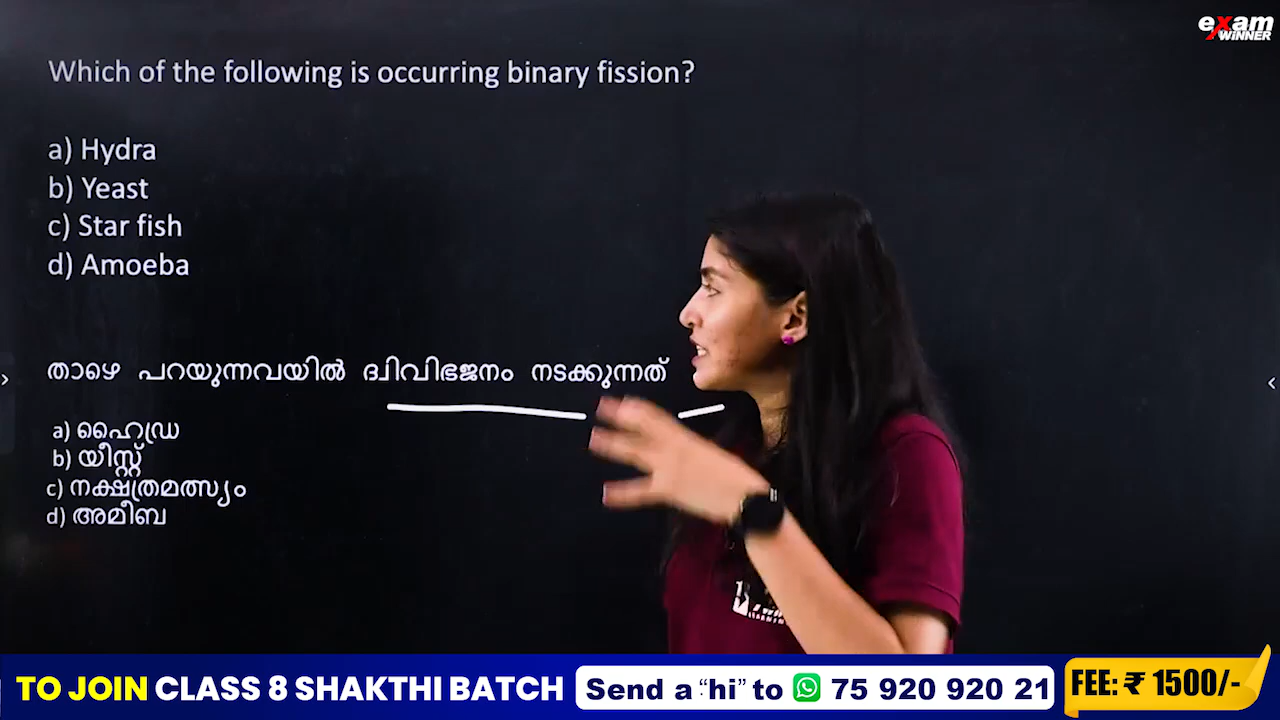 exam
WINNER
Which of the following is occurring binary fission?
a) Hydra
b) Yeast
c) Star fish
d) Amoeba
താഴെ പറയുന്നവയിൽ ദ്വിവിഭജനം നടക്കുന്നത്
a) ഹൈഡ്ര
b) യീസ്റ്റ്
c) നക്ഷത്രമത്സ്യം
d) അമീബ
TO JOIN CLASS 8 SHAKTHI BATCH Send a “hi” to 75 920 920 21 FEE: ₹ 1500/-